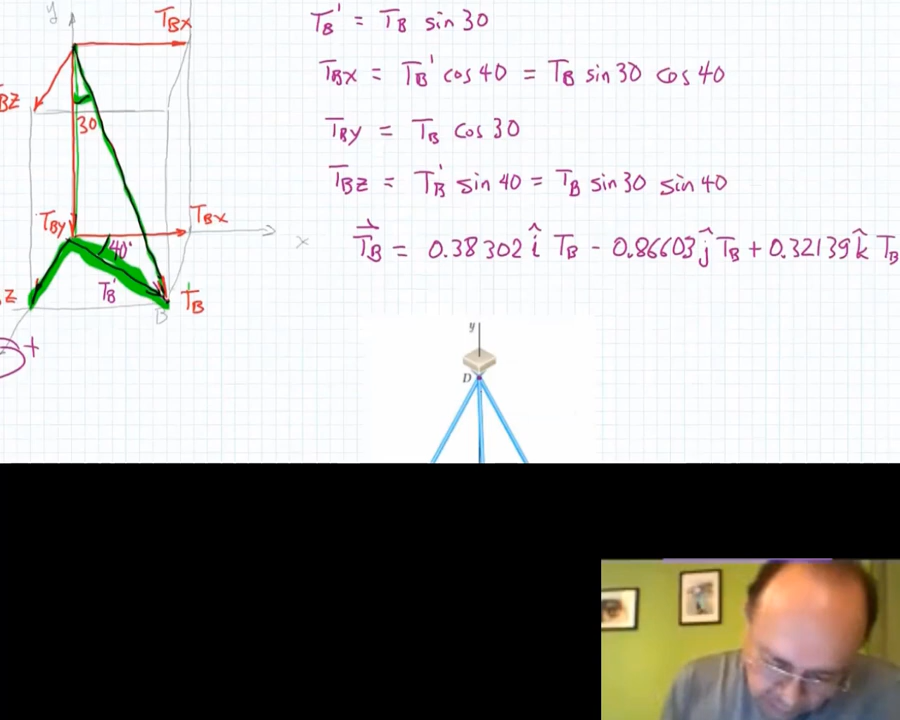 y
T_Bx
T_B' = T_B sin 30
BZ
T_Bx = T_B' cos 40 = T_B sin 30 cos 40
30
T_By = T_B cos 30
T_BZ = T_B' sin 40 = T_B sin 30 sin 40
T_By
T_Bx
x
40°
T_B = 0.38302 î T_B - 0.86603 ĵ T_B + 0.32139 k̂ T_B
Z
T_B'
T_B
B
+
y
D